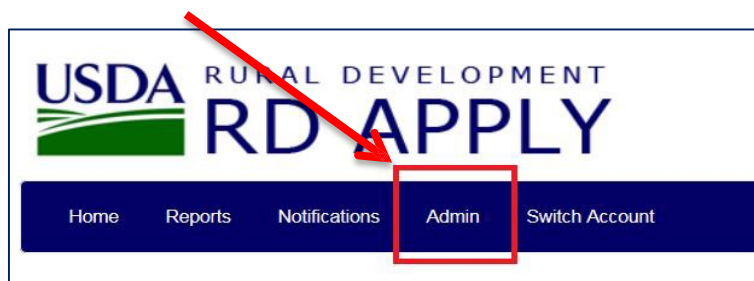 USDA RURAL DEVELOPMENT
RD APPLY
Home Reports Notifications Admin Switch Account